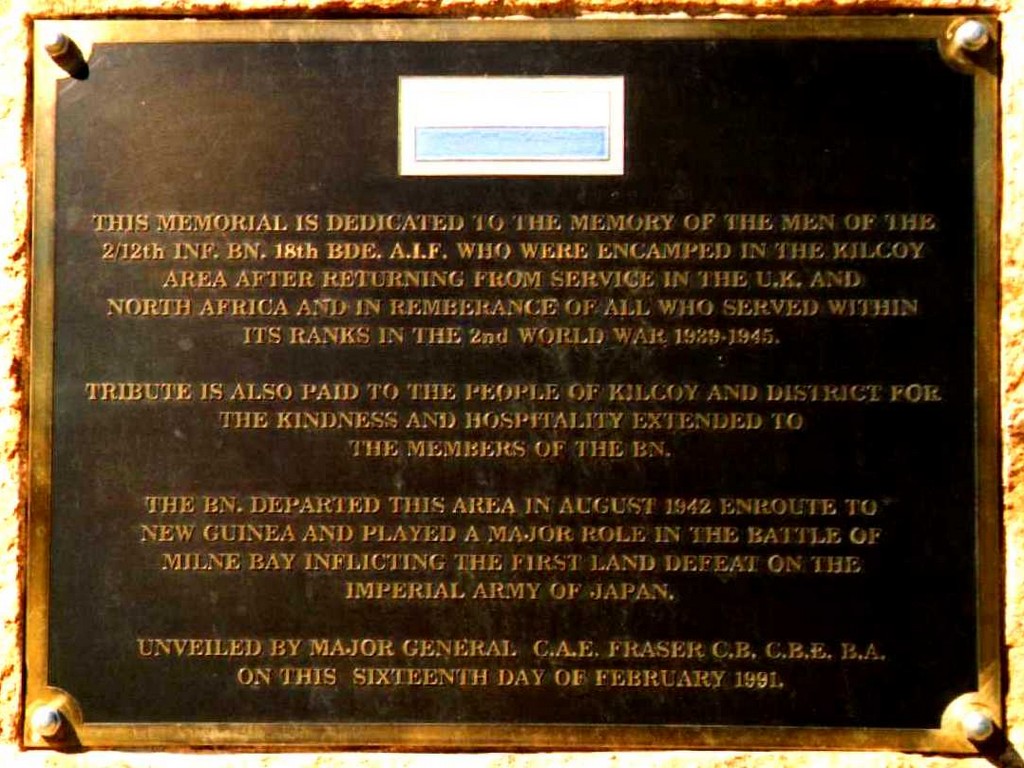 THIS MEMORIAL IS DEDICATED TO THE MEMORY OF THE MEN OF THE
2/12th INF. BN. 18th BDE. A.I.F. WHO WERE ENCAMPED IN THE KILCOY
AREA AFTER RETURNING FROM SERVICE IN THE U.K. AND
NORTH AFRICA AND IN REMBERANCE OF ALL WHO SERVED WITHIN
ITS RANKS IN THE 2nd WORLD WAR 1939-1945.
TRIBUTE IS ALSO PAID TO THE PEOPLE OF KILCOY AND DISTRICT FOR
THE KINDNESS AND HOSPITALITY EXTENDED TO
THE MEMBERS OF THE BN.
THE BN. DEPARTED THIS AREA IN AUGUST 1942 ENROUTE TO
NEW GUINEA AND PLAYED A MAJOR ROLE IN THE BATTLE OF
MILNE BAY INFLICTING THE FIRST LAND DEFEAT ON THE
IMPERIAL ARMY OF JAPAN.
UNVEILED BY MAJOR GENERAL C.A.E. FRASER C.B. C.B.E. B.A.
ON THIS SIXTEENTH DAY OF FEBRUARY 1991.